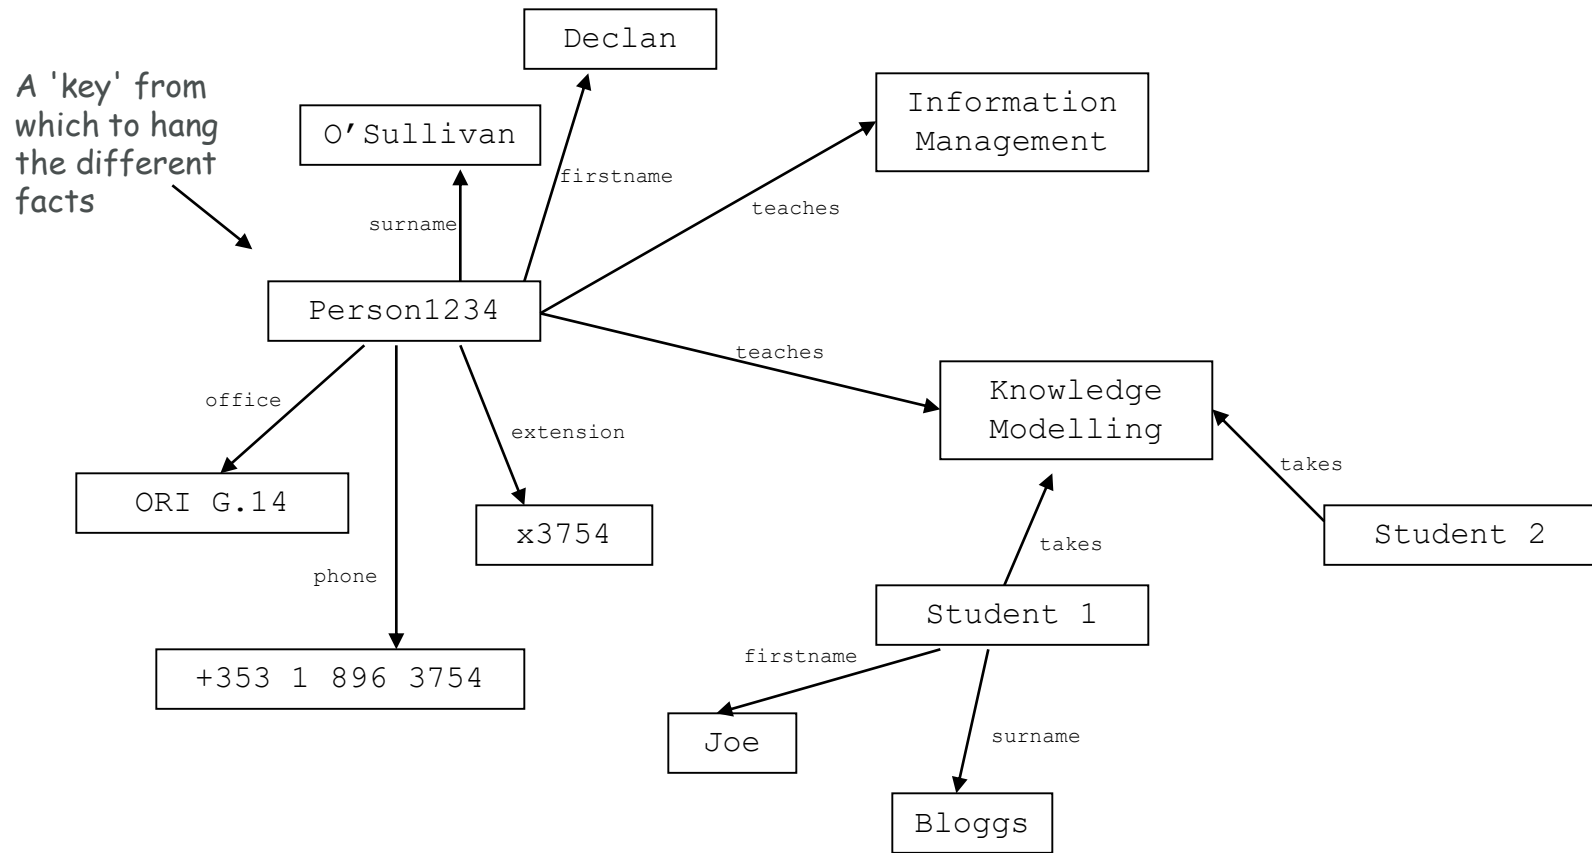 Declan
A 'key' from
which to hang
the different
facts
Information
Management
O’Sullivan
firstname
teaches
surname
Person1234
teaches
Knowledge
Modelling
office
extension
takes
ORI G.14
x3754
Student 2
takes
phone
Student 1
firstname
+353 1 896 3754
Joe
surname
Bloggs